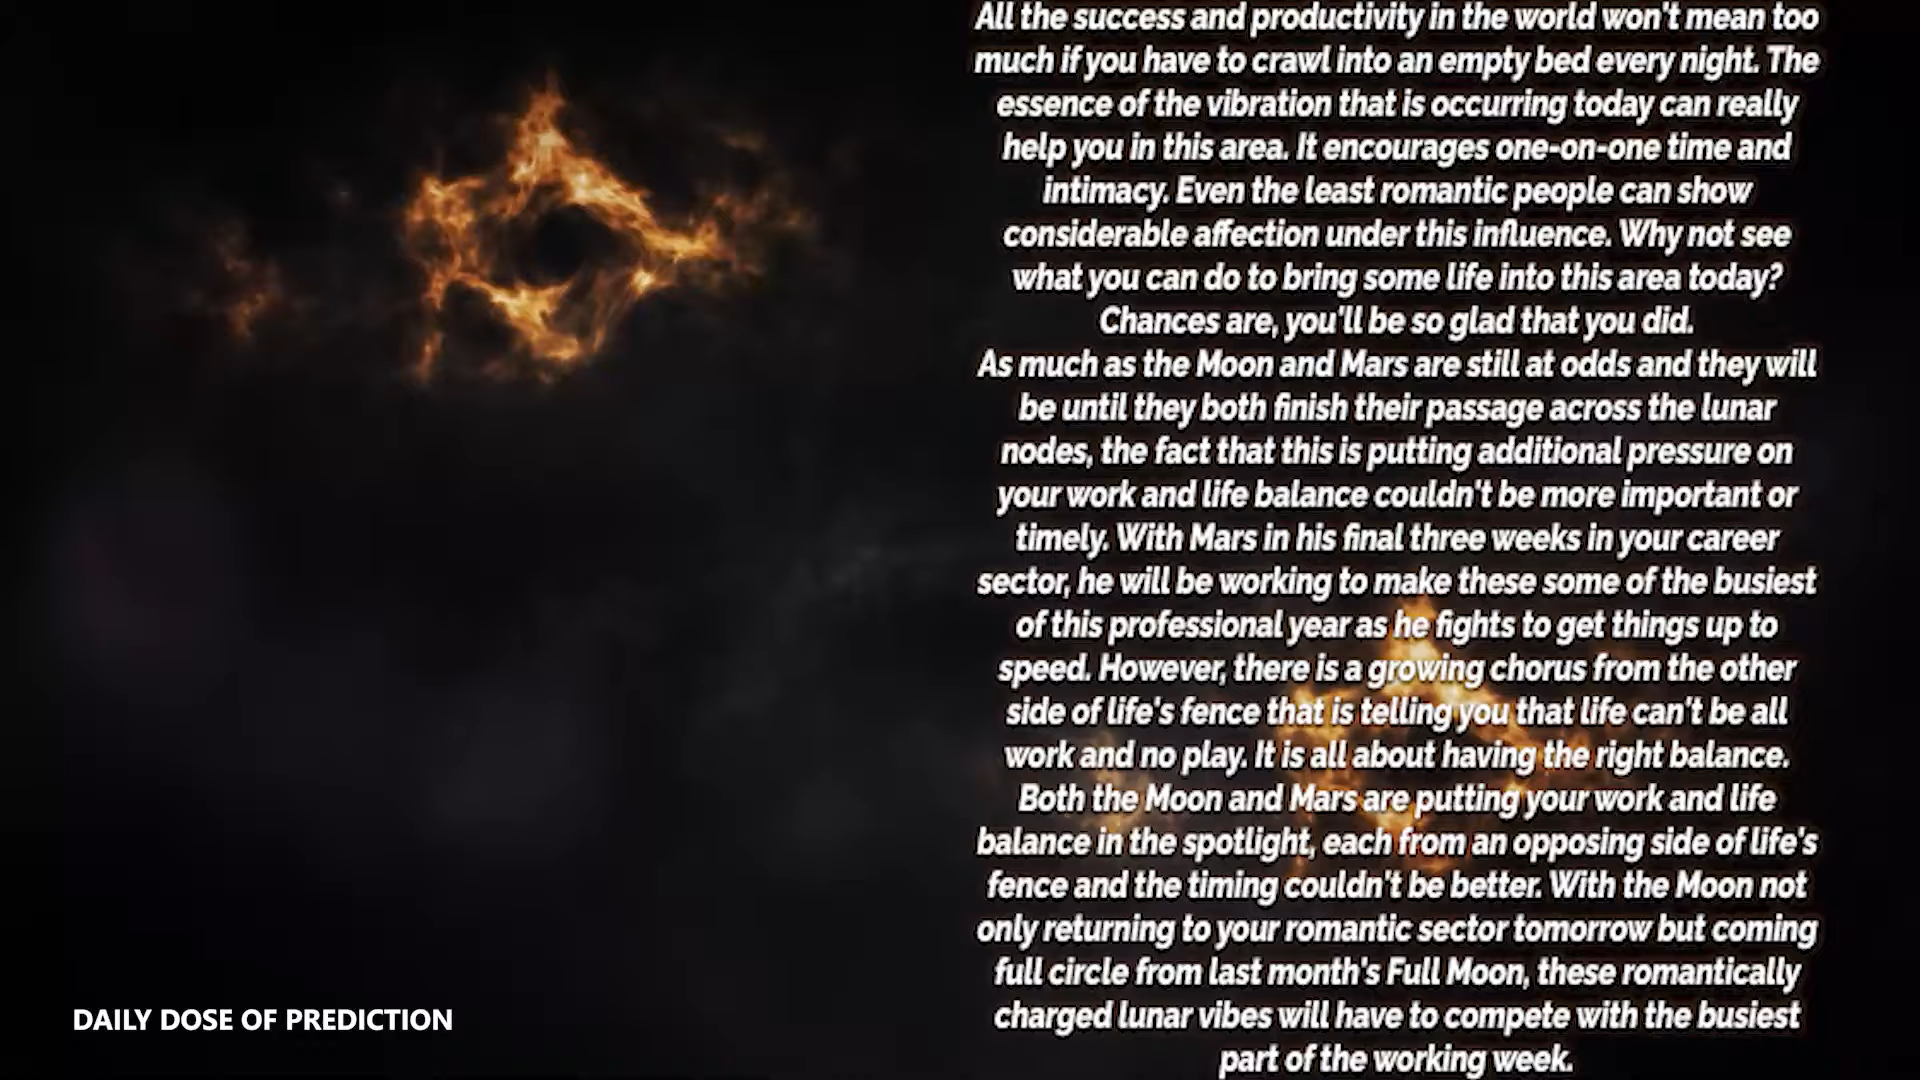 All the success and productivity in the world won't mean too
much if you have to crawl into an empty bed every night. The
essence of the vibration that is occurring today can really
help you in this area. It encourages one-on-one time and
intimacy. Even the least romantic people can show
considerable affection under this influence. Why not see
what you can do to bring some life into this area today?
Chances are, you'll be so glad that you did.
As much as the Moon and Mars are still at odds and they will
be until they both finish their passage across the lunar
nodes, the fact that this is putting additional pressure on
your work and life balance couldn't be more important or
timely. With Mars in his final three weeks in your career
sector, he will be working to make these some of the busiest
of this professional year as he fights to get things up to
speed. However, there is a growing chorus from the other
side of life's fence that is telling you that life can't be all
work and no play. It is all about having the right balance.
Both the Moon and Mars are putting your work and life
balance in the spotlight, each from an opposing side of life's
fence and the timing couldn't be better. With the Moon not
only returning to your romantic sector tomorrow but coming
full circle from last month's Full Moon, these romantically
charged lunar vibes will have to compete with the busiest
part of the working week.
DAILY DOSE OF PREDICTION